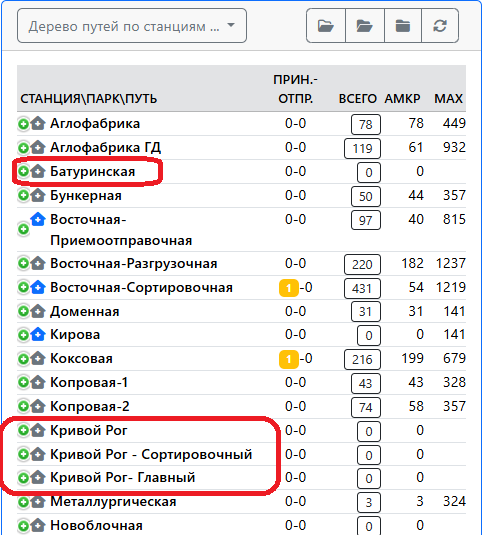 Дерево путей по станциям ...
ПРИН.-
СТАНЦИЯ\ПАРК\ПУТЬ ОТПР. ВСЕГО АМКР MAX
Аглофабрика 0-0 78 78 449
Аглофабрика ГД 0-0 119 61 932
Батуринская 0-0 0 0
Бункерная 0-0 50 44 357
Восточная- 0-0 97 40 815
Приемоотправочная
Восточная-Разгрузочная 0-0 220 182 1237
Восточная-Сортировочная 1-0 431 54 1219
Доменная 0-0 31 31 141
Кирова 0-0 0 0 141
Коксовая 1-0 216 199 679
Копровая-1 0-0 43 43 328
Копровая-2 0-0 74 58 357
Кривой Рог 0-0 0 0
Кривой Рог - Сортировочный 0-0 0 0
Кривой Рог- Главный 0-0 0 0
Металлургическая 0-0 3 3 324
Новоблочная 0-0 0 0